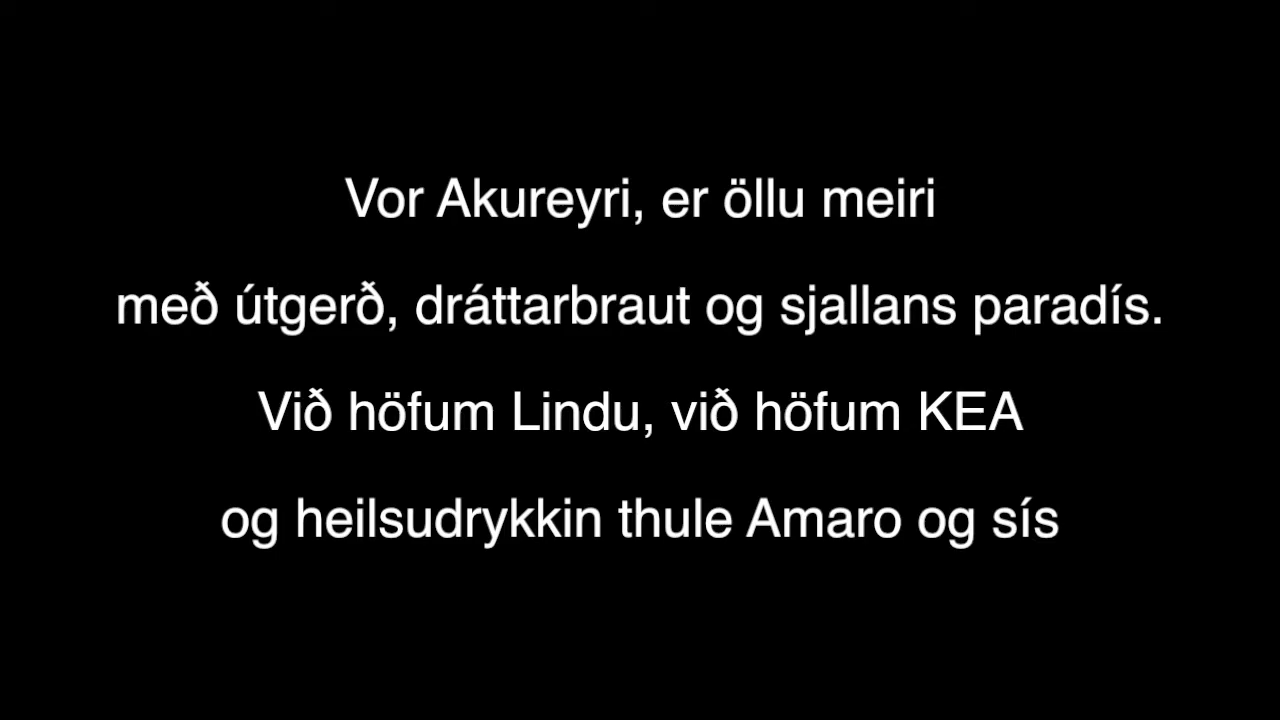 Vor Akureyri, er öllu meiri
með útgerð, dráttarbraut og sjallans paradís.
Við höfum Lindu, við höfum KEA
og heilsudrykkin thule Amaro og sís